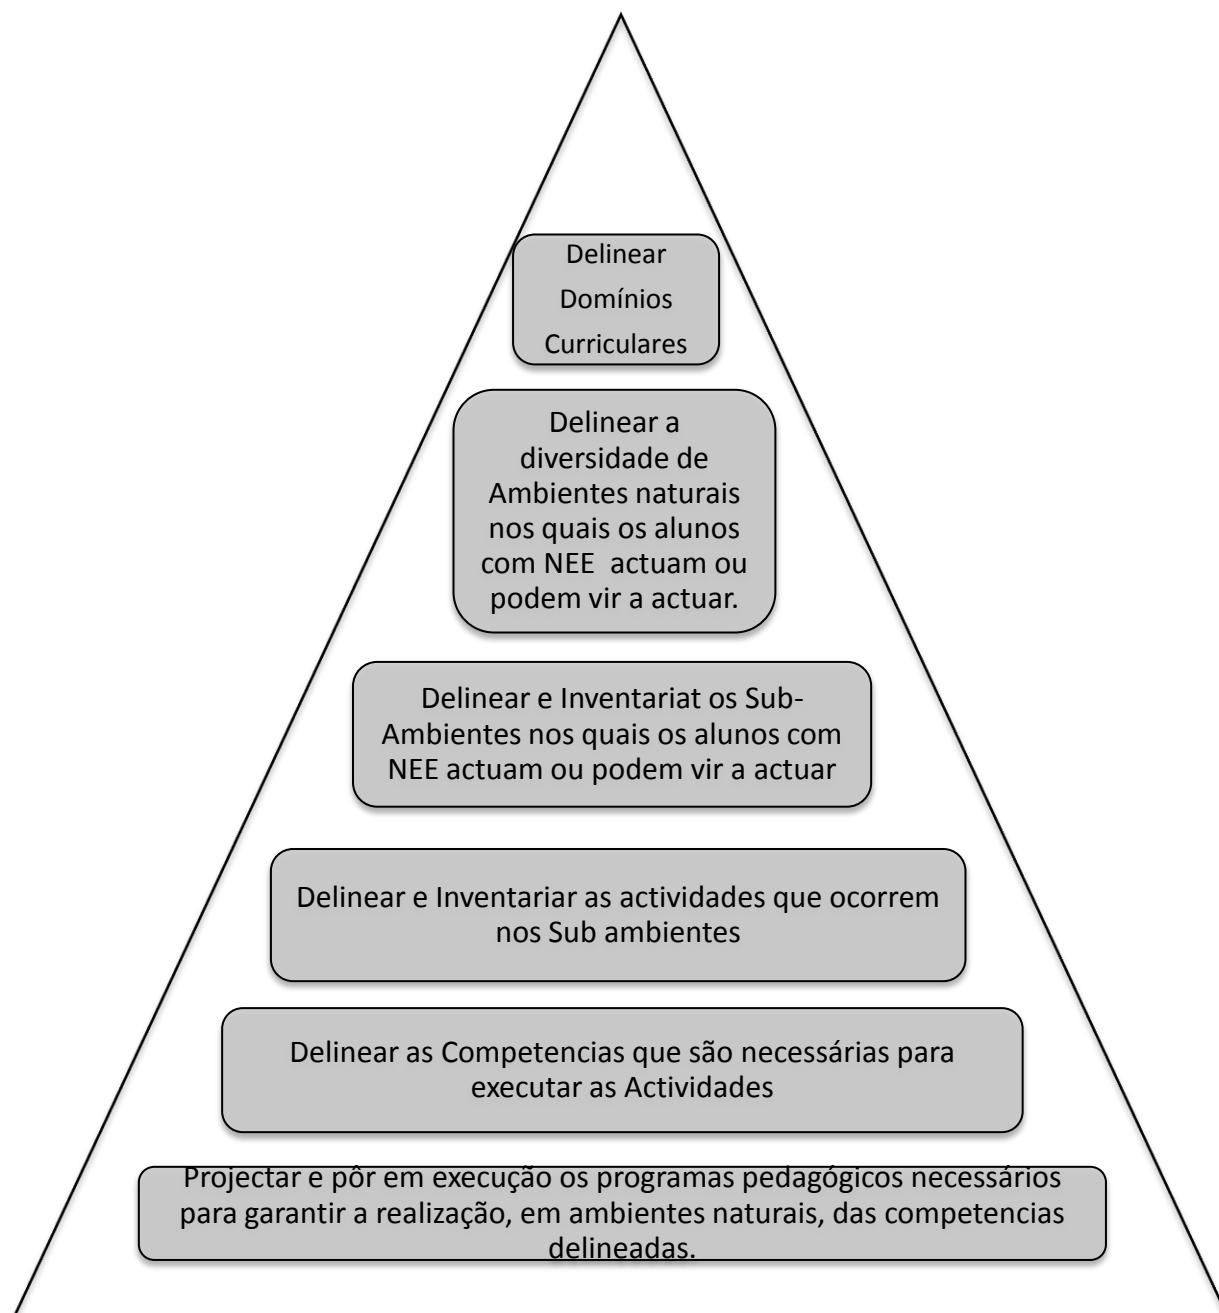 Delinear
Domínios
Curriculares
Delinear a
diversidade de
Ambientes naturais
nos quais os alunos
com NEE  actuam ou
podem vir a actuar.
Delinear e Inventariat os Sub-
Ambientes nos quais os alunos com
NEE actuam ou podem vir a actuar
Delinear e Inventariar as actividades que ocorrem
nos Sub ambientes
Delinear as Competencias que são necessárias para
executar as Actividades
Projectar e pôr em execução os programas pedagógicos necessários
para garantir a realização, em ambientes naturais, das competencias
delineadas.